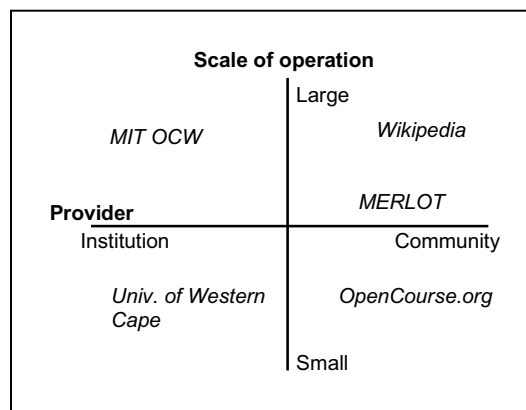 Scale of operation
Large
MIT OCW
Wikipedia
MERLOT
Provider
Institution
Community
Univ. of Western
Cape
OpenCourse.org
Small